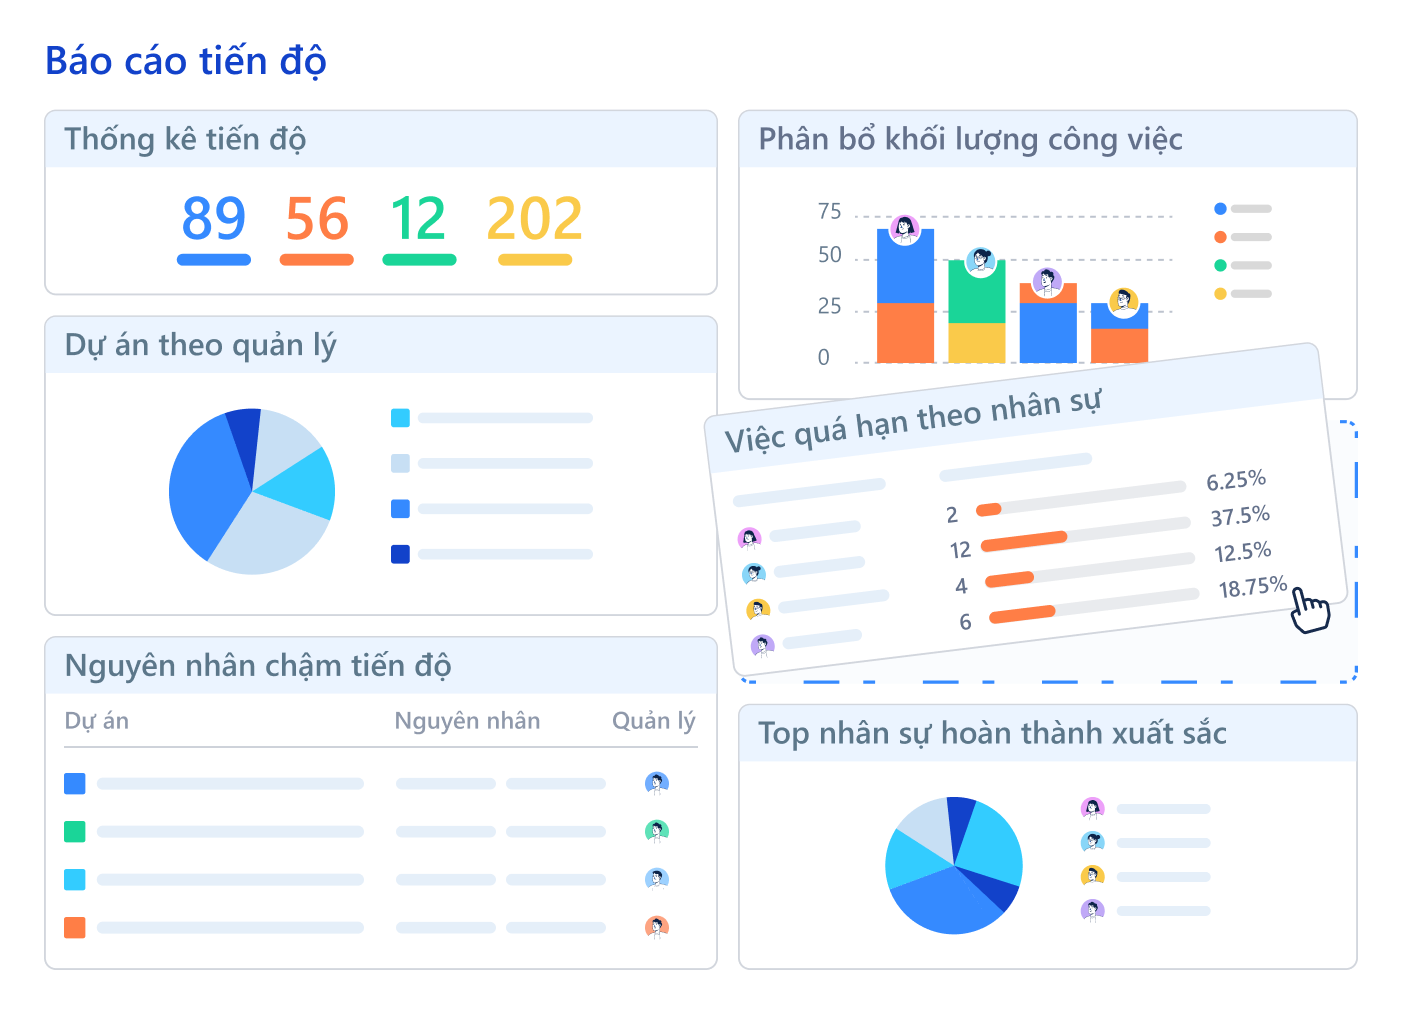 Báo cáo tiến độ
Thống kê tiến độ
89 56 12 202
Dự án theo quản lý
Nguyên nhân chậm tiến độ
Dự án Nguyên nhân Quản lý
Phân bổ khối lượng công việc
75
50
25
0
Việc quá hạn theo nhân sự
2 6.25%
12 37.5%
4 12.5%
6 18.75%
Top nhân sự hoàn thành xuất sắc